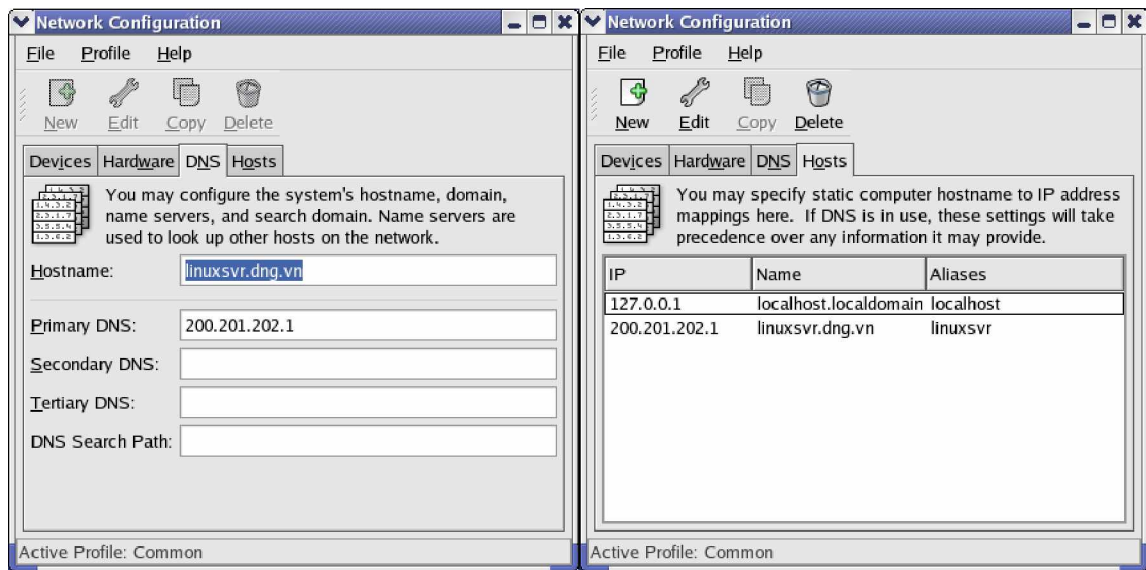 Network Configuration
File Profile Help
New Edit Copy Delete
Devices Hardware DNS Hosts
You may configure the system's hostname, domain,
name servers, and search domain. Name servers are
used to look up other hosts on the network.
Hostname: linuxsvr.dng.vn
Primary DNS: 200.201.202.1
Secondary DNS:
Tertiary DNS:
DNS Search Path:
Active Profile: Common
Network Configuration
File Profile Help
New Edit Copy Delete
Devices Hardware DNS Hosts
You may specify static computer hostname to IP address
mappings here. If DNS is in use, these settings will take
precedence over any information it may provide.
IP Name Aliases
127.0.0.1 localhost.localdomain localhost
200.201.202.1 linuxsvr.dng.vn linuxsvr
Active Profile: Common